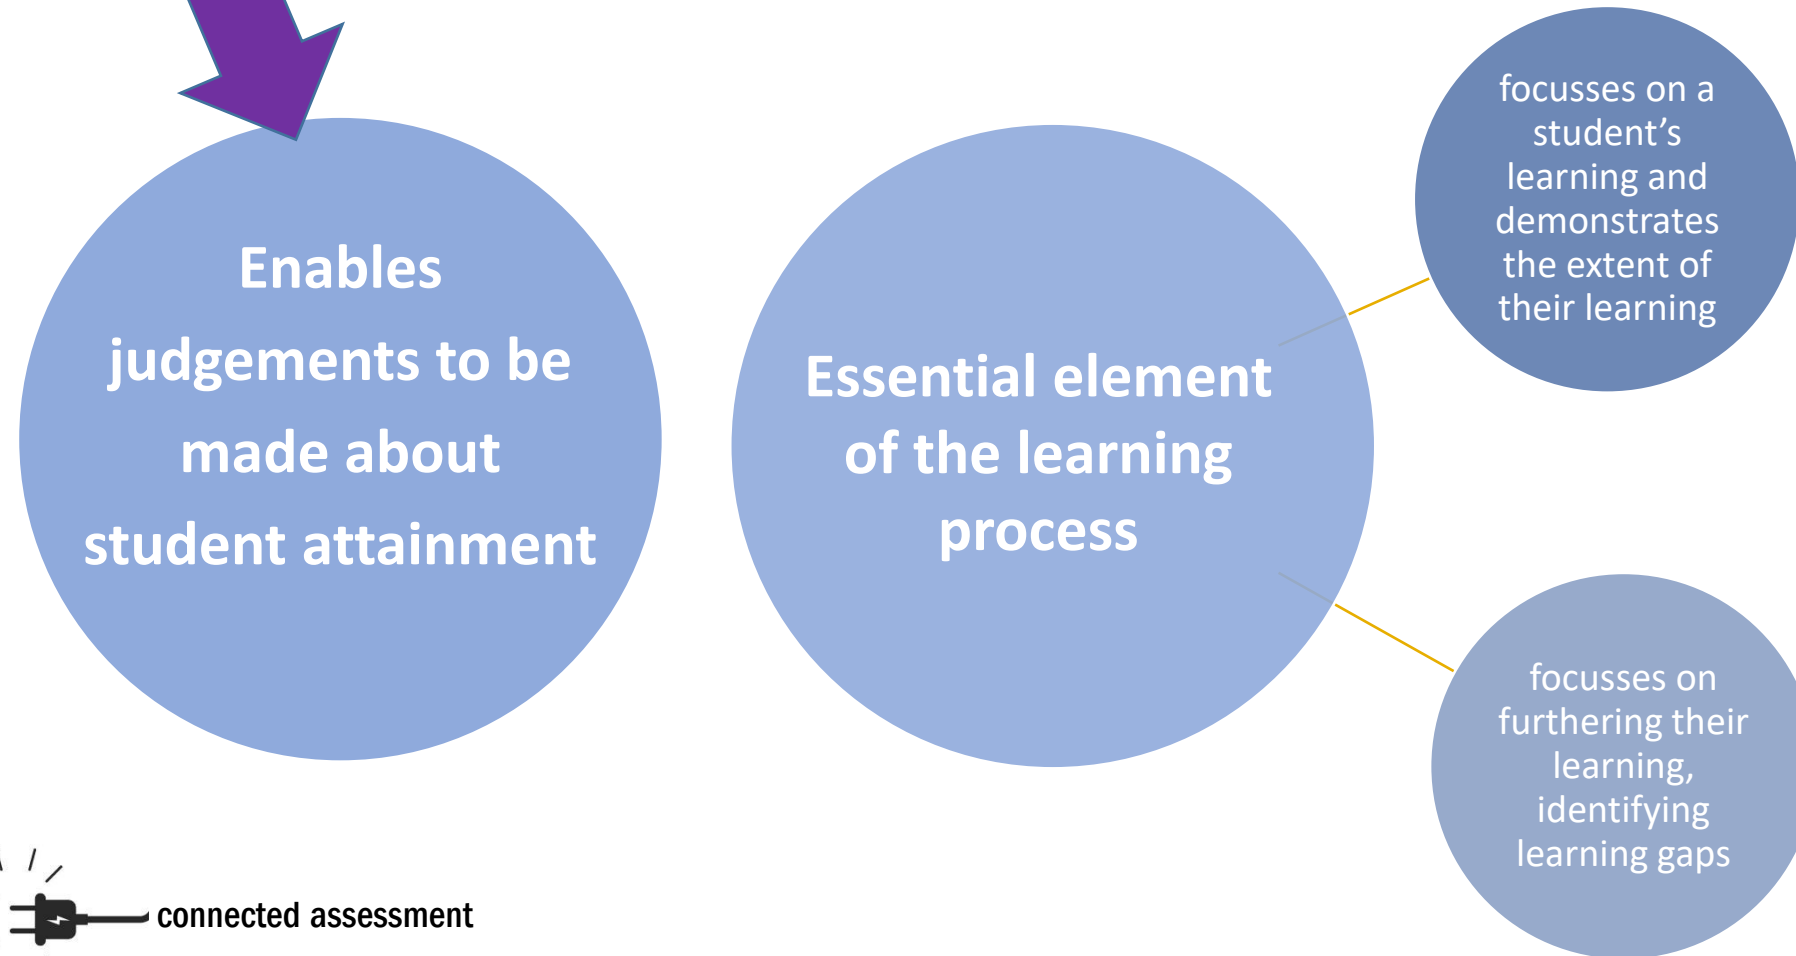 Enables
judgements to be
made about
student attainment
Essential element
of the learning
process
focusses on a
student’s
learning and
demonstrates
the extent of
their learning
focusses on
furthering their
learning,
identifying
learning gaps
connected assessment